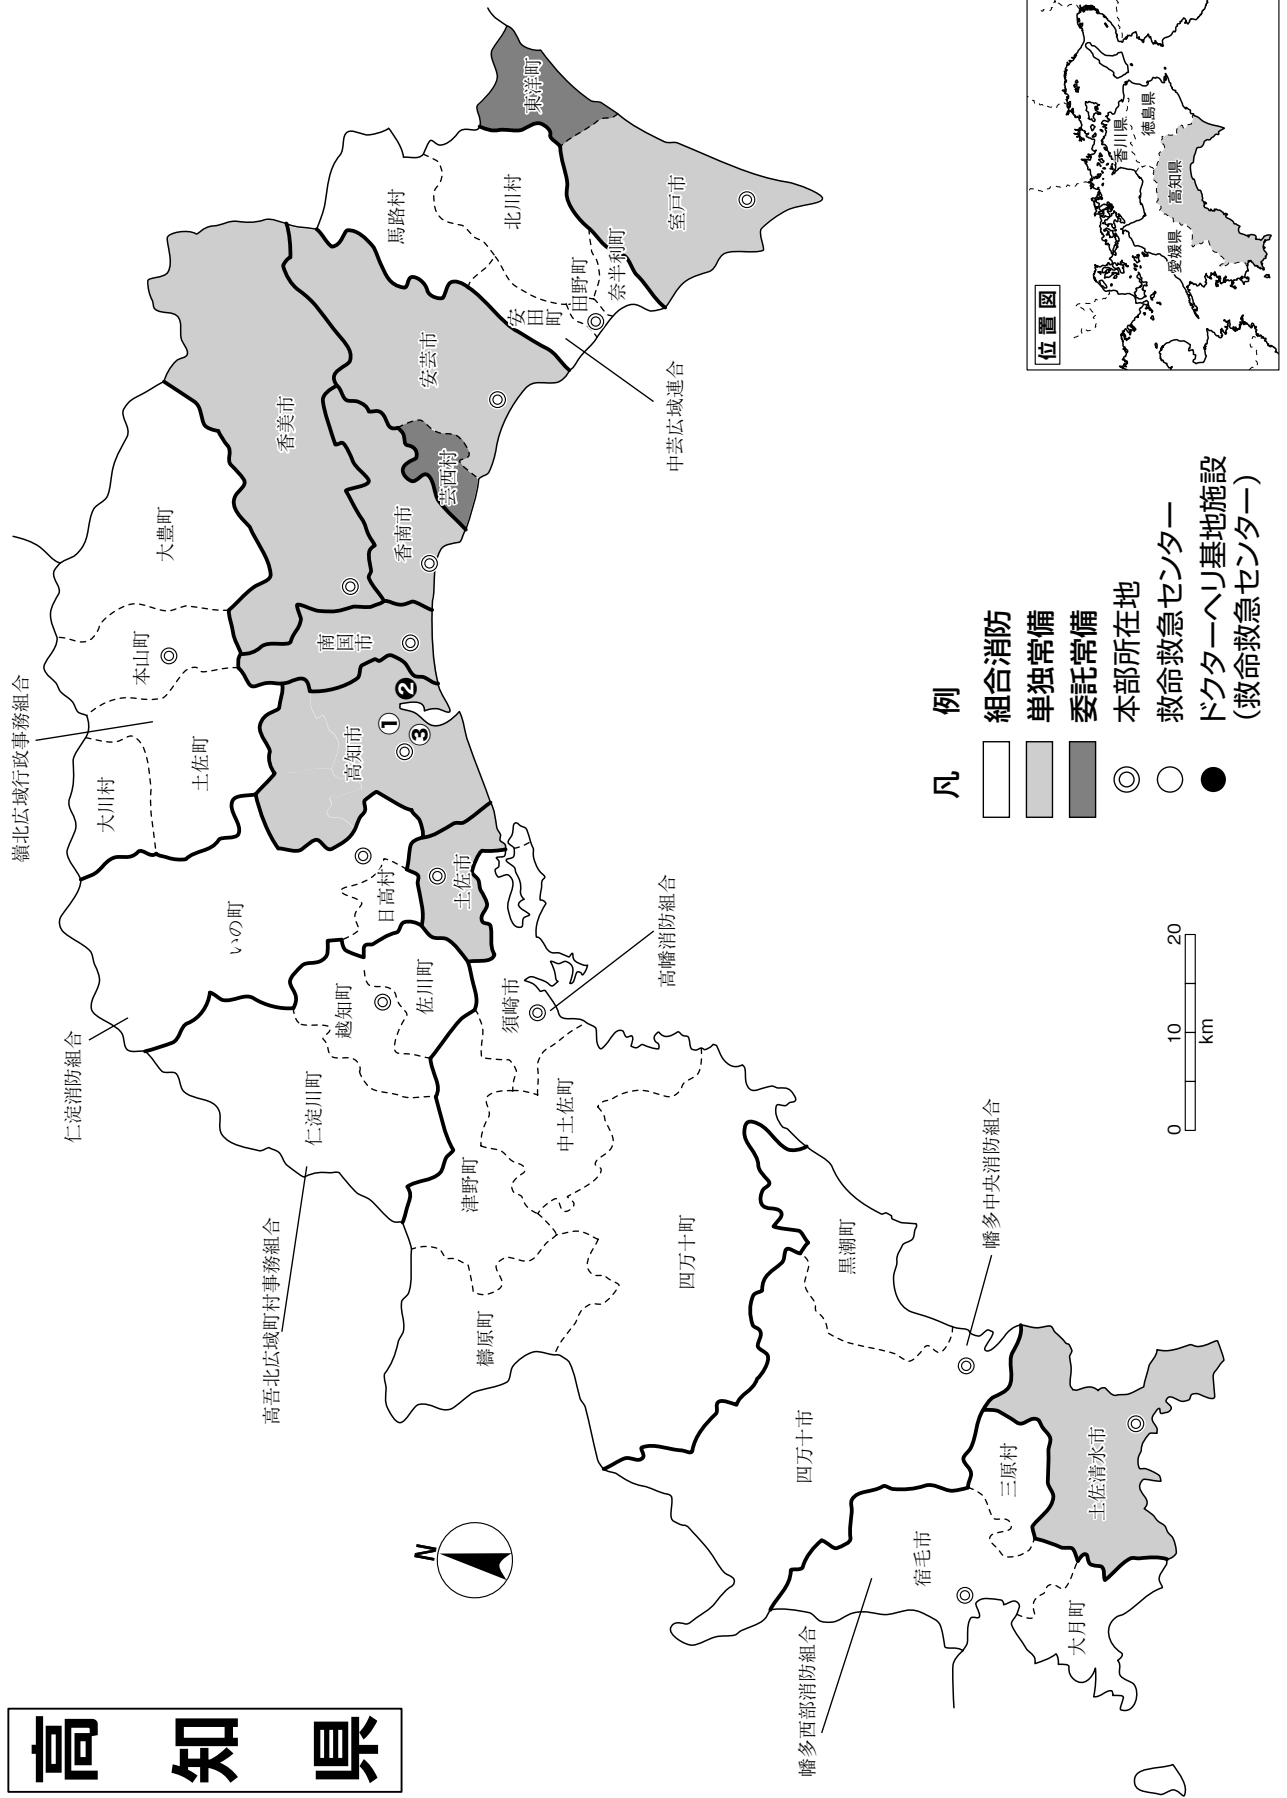 高知県
N
嶺北広域行政事務組合
仁淀消防組合
高吾北広域町村事務組合
幡多西部消防組合
幡多中央消防組合
高幡消防組合
中芸広域連合
大川村
土佐町
本山町
大豊町
いの町
日高村
仁淀川町
越知町
佐川町
土佐市
高知市
①
❷
③
南国市
香美市
香南市
芸西村
安芸市
馬路村
北川村
安田町
田野町
奈半利町
室戸市
東洋町
須崎市
中土佐町
津野町
檮原町
四万十町
黒潮町
四万十市
三原村
宿毛市
大月町
土佐清水市
凡例
組合消防
単独常備
委託常備
本部所在地
救命救急センター
ドクターヘリ基地施設
（救命救急センター）
0 10 20
km
位置図
香川県
徳島県
愛媛県
高知県